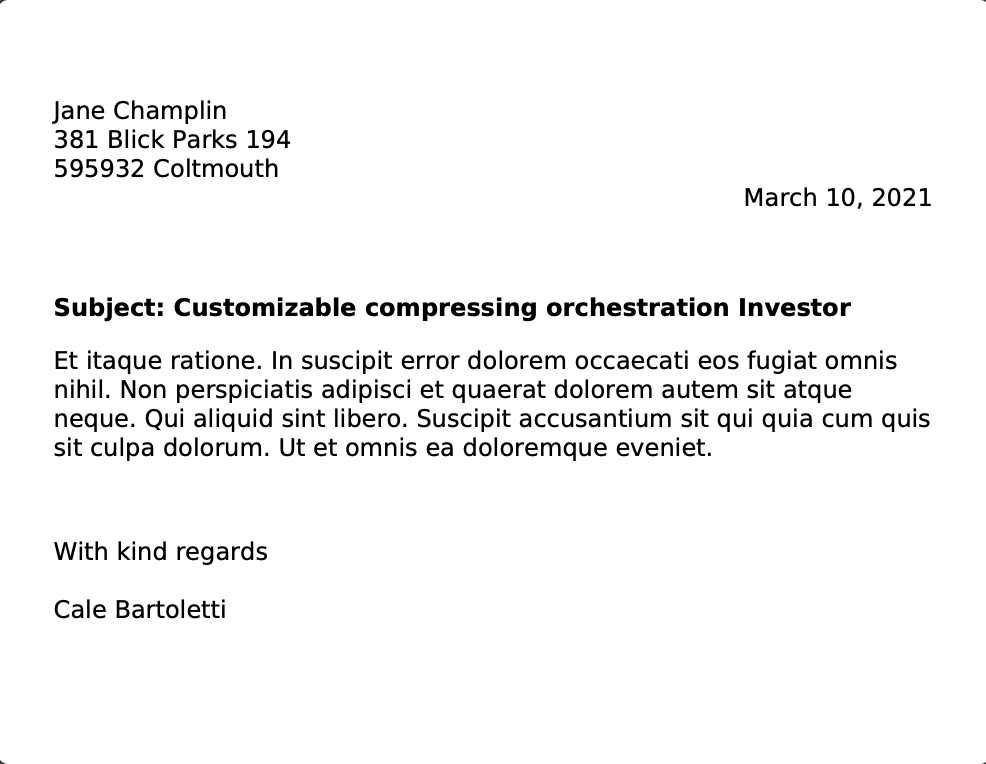 Jane Champlin
381 Blick Parks 194
595932 Coltmouth
March 10, 2021
Subject: Customizable compressing orchestration Investor
Et itaque ratione. In suscipit error dolorem occaecati eos fugiat omnis
nihil. Non perspiciatis adipisci et quaerat dolorem autem sit atque
neque. Qui aliquid sint libero. Suscipit accusantium sit qui quia cum quis
sit culpa dolorum. Ut et omnis ea doloremque eveniet.
With kind regards
Cale Bartoletti